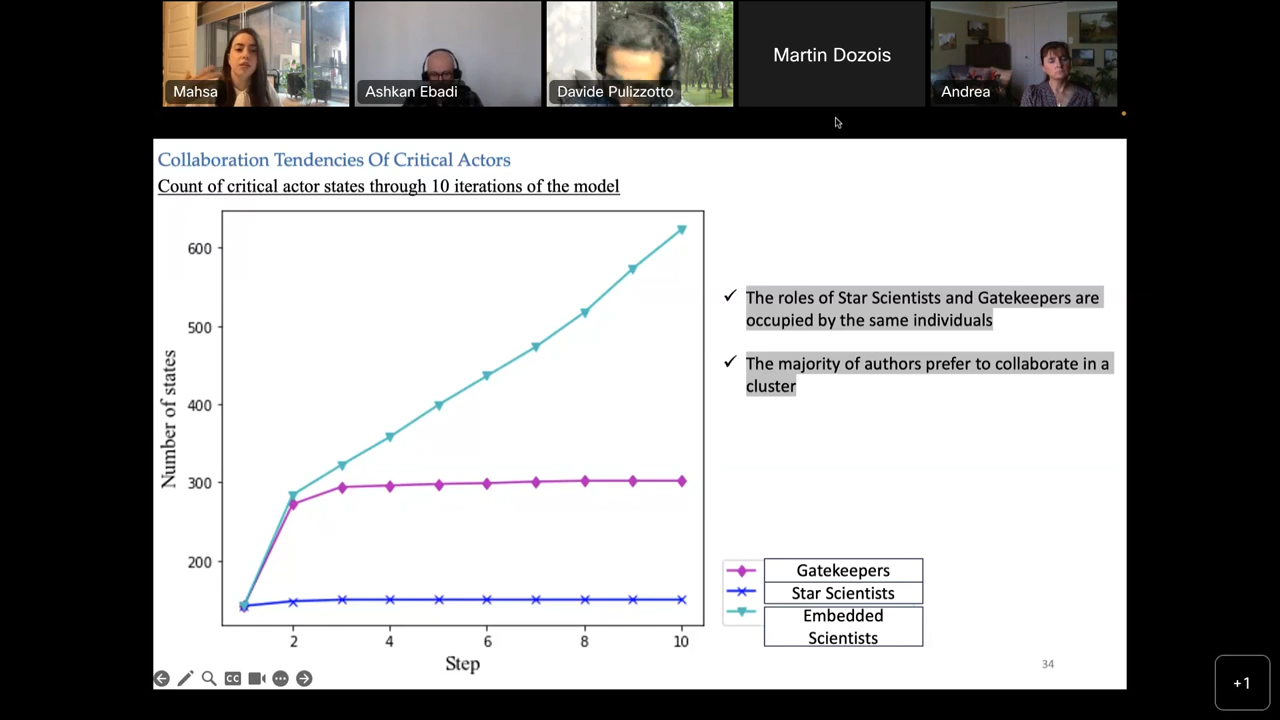 Mahsa
Ashkan Ebadi
Davide Pulizzotto
Martin Dozois
Andrea
Collaboration Tendencies Of Critical Actors
Count of critical actor states through 10 iterations of the model
600
500
400
300
200
Number of states
2
4
6
8
10
Step
The roles of Star Scientists and Gatekeepers are
occupied by the same individuals
The majority of authors prefer to collaborate in a
cluster
Gatekeepers
Star Scientists
Embedded
Scientists
34
CC
+1